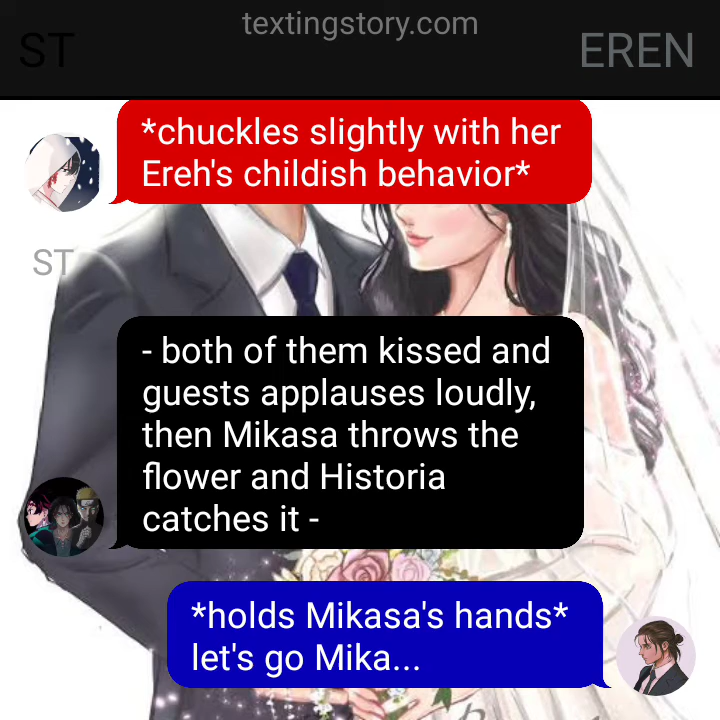 textingstory.com
ST
EREN
*chuckles slightly with her
Ereh's childish behavior*
ST
- both of them kissed and
guests applauses loudly,
then Mikasa throws the
flower and Historia
catches it -
*holds Mikasa's hands*
let's go Mika...